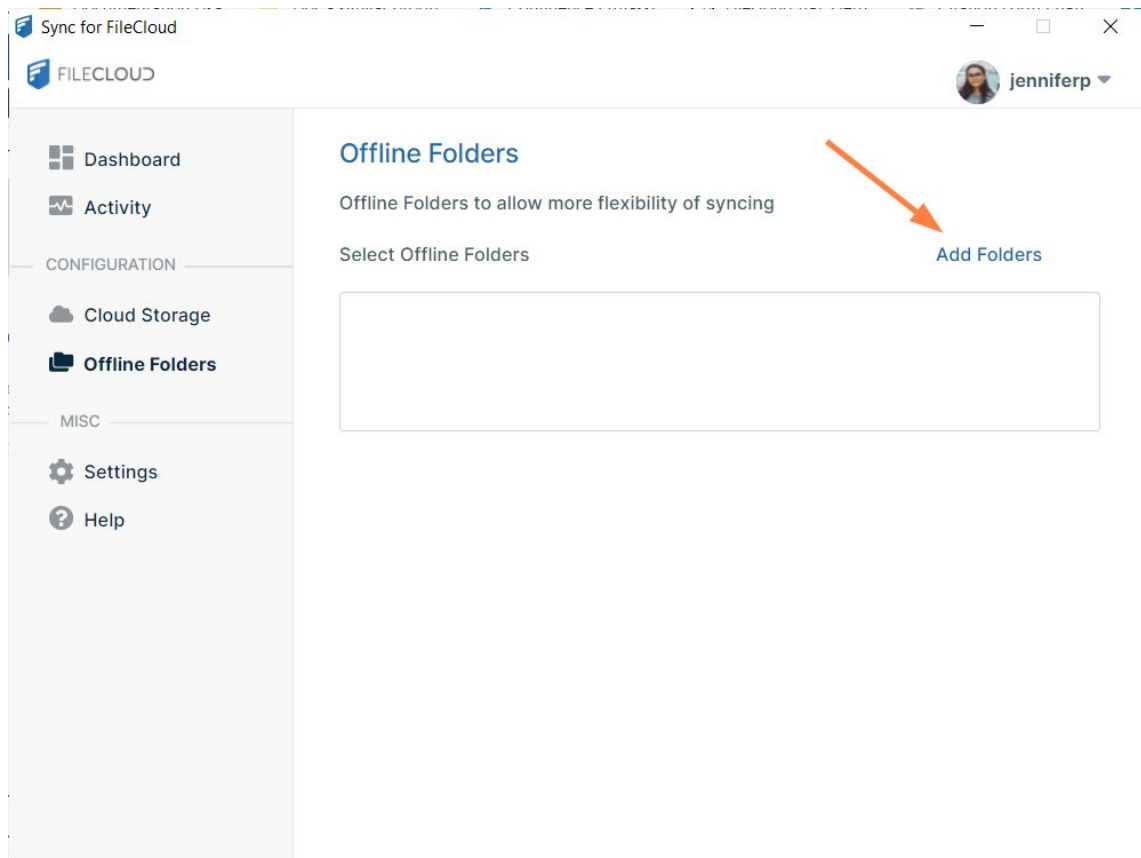 Sync for FileCloud
FILECLOUD
jenniferp
Dashboard
Activity
CONFIGURATION
Cloud Storage
Offline Folders
MISC
Settings
Help
Offline Folders
Offline Folders to allow more flexibility of syncing
Select Offline Folders
Add Folders